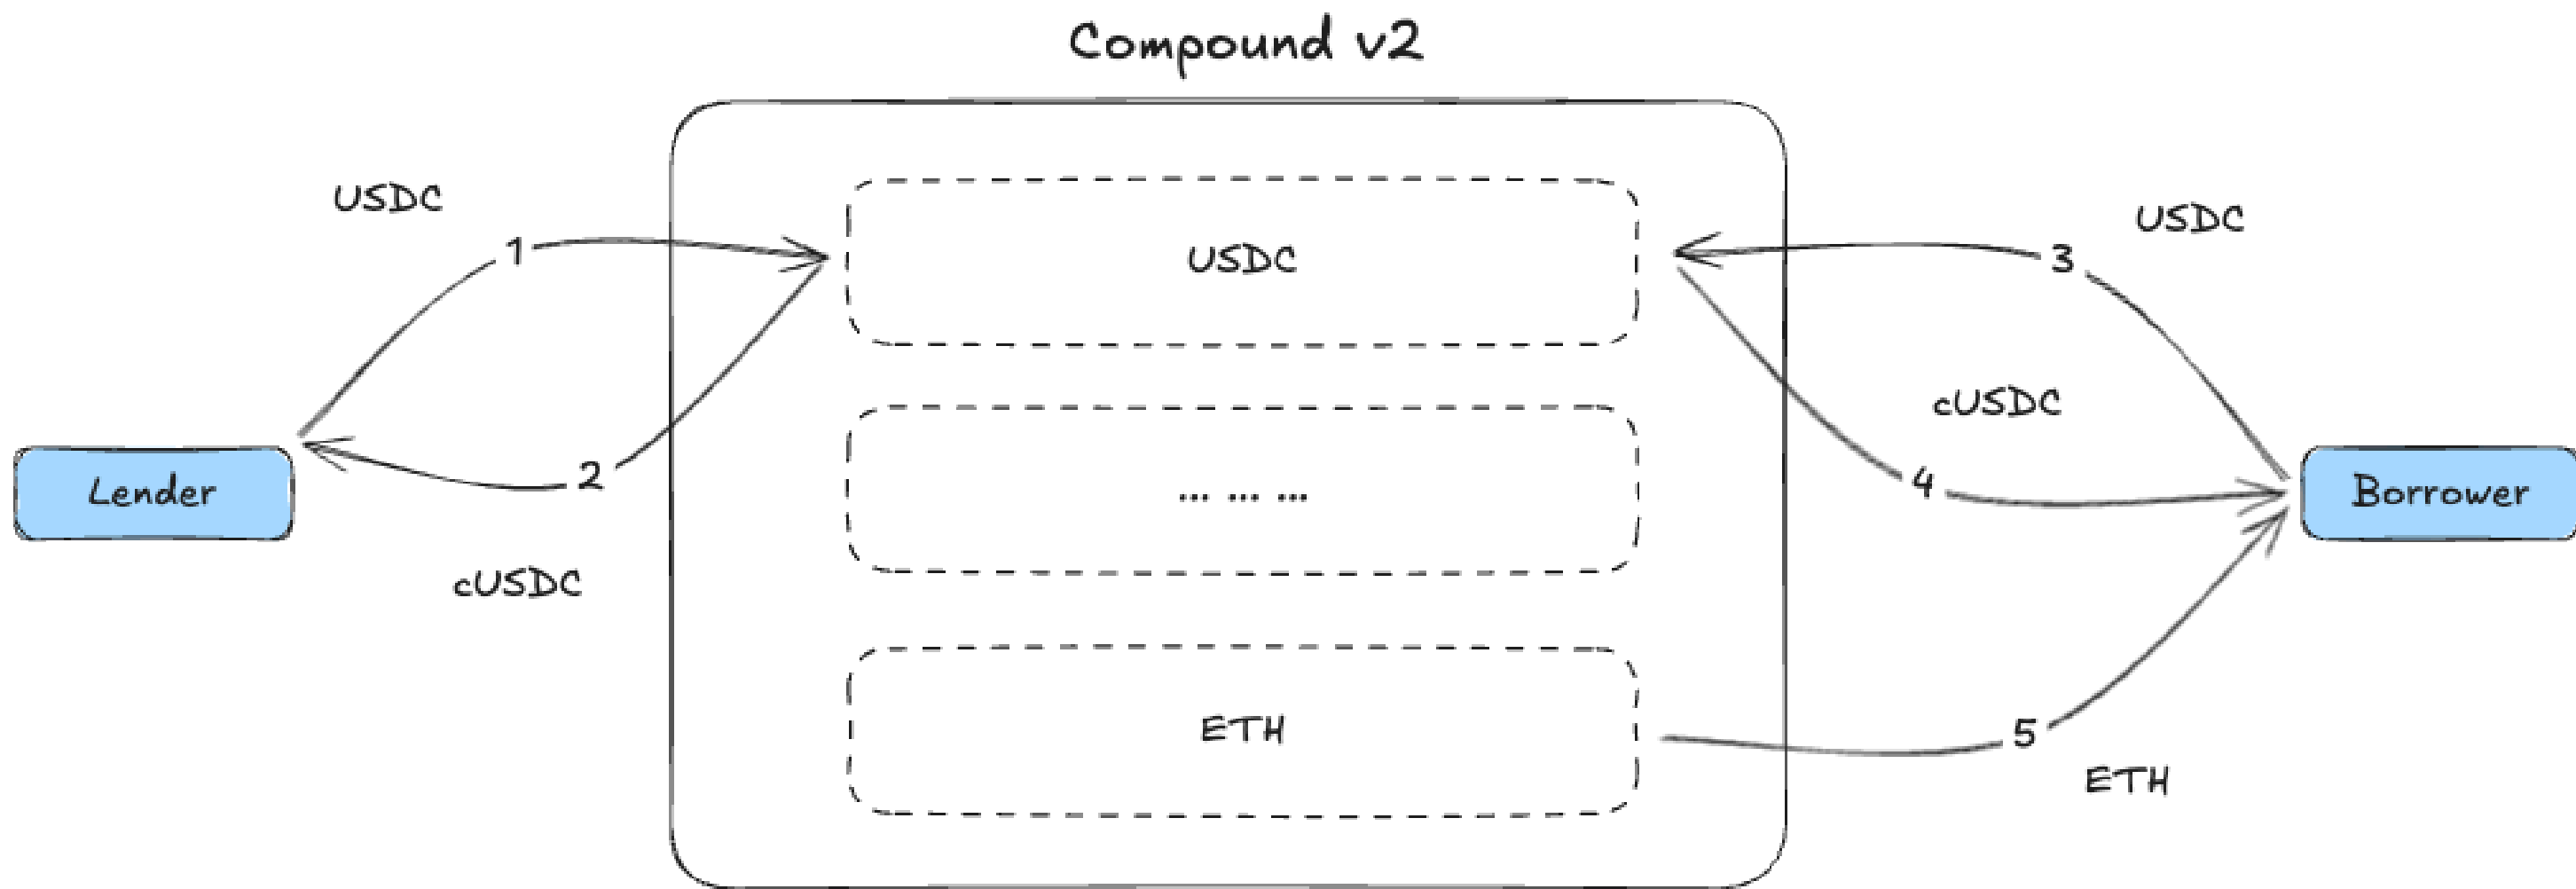 Compound v2
USDC
1
2
cUSDC
Lender
USDC
... ... ...
ETH
USDC
3
cUSDC
4
Borrower
5
ETH